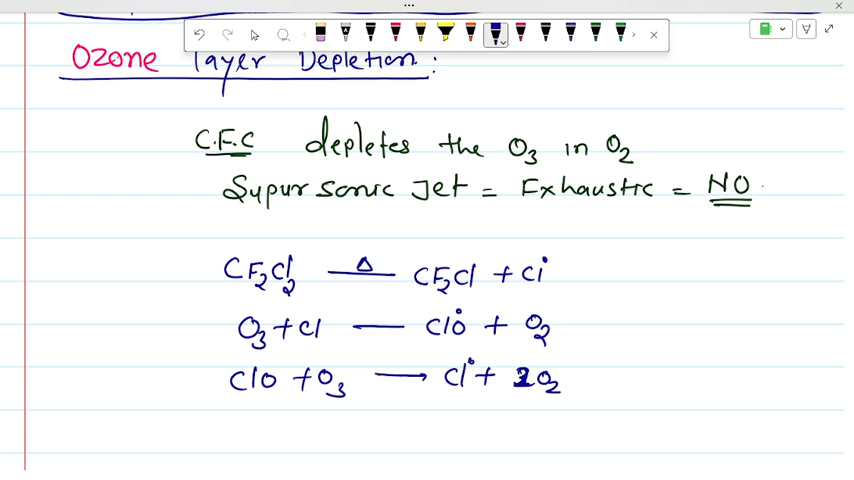 Ozone layer Depletion:
C.F.C depletes the O₃ in O₂
Supursonic Jet = Exhaustic = NO
CF₂Cl₂ —Δ— CF₂Cl + Cl°
O₃ + Cl — ClO° + O₂
ClO + O₃ ⟶ Cl° + 2O₂